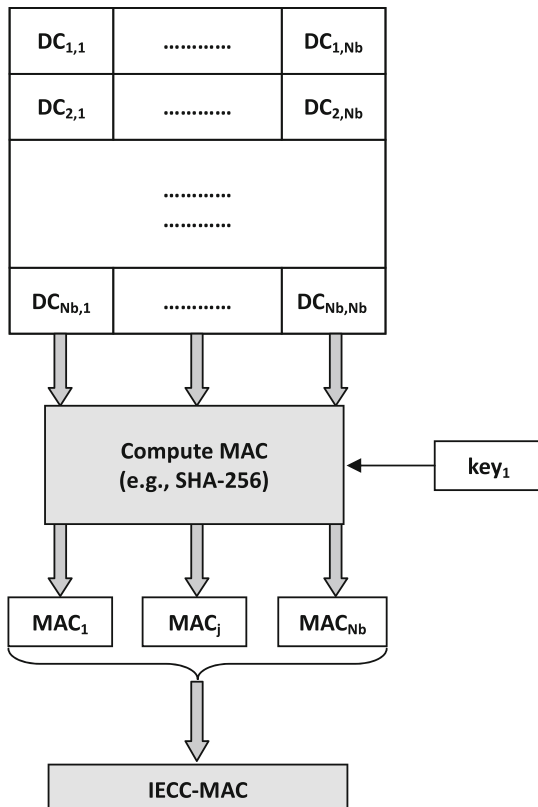 DC1,1 ………… DC1,Nb
DC2,1 ………… DC2,Nb
…………
…………
DCNb,1 ………… DCNb,Nb
Compute MAC
(e.g., SHA-256)
key1
MAC1 MACj MACNb
IECC-MAC